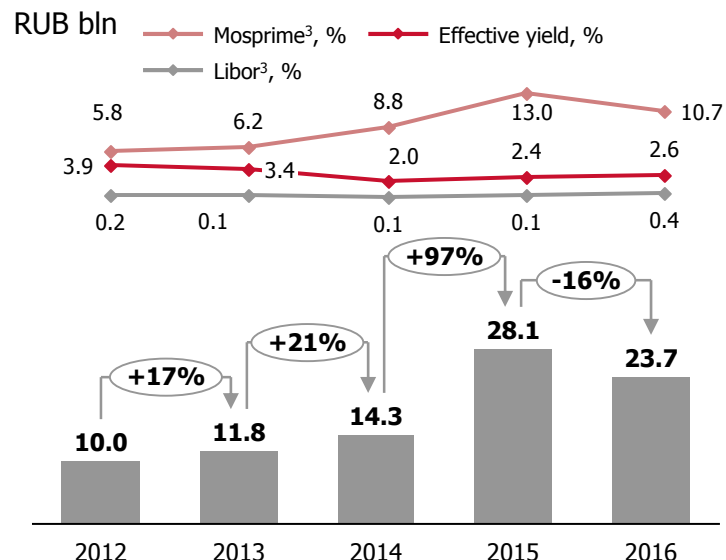 RUB bln
Mosprime³, % Effective yield, %
Libor³, %
5.8 6.2 8.8 13.0 10.7
3.9 3.4 2.0 2.4 2.6
0.2 0.1 0.1 0.1 0.4
+17% +21% +97% -16%
10.0 11.8 14.3 28.1 23.7
2012 2013 2014 2015 2016